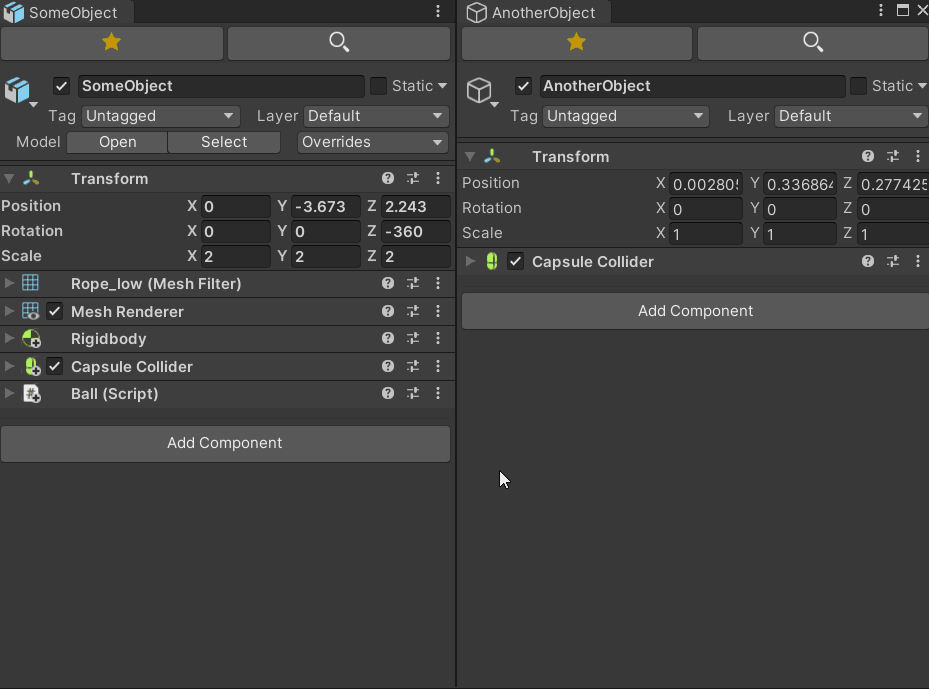 SomeObject
SomeObject
Static
Tag Untagged Layer Default
Model Open Select Overrides
Transform
Position X 0 Y -3.673 Z 2.243
Rotation X 0 Y 0 Z -360
Scale X 2 Y 2 Z 2
Rope_low (Mesh Filter)
Mesh Renderer
Rigidbody
Capsule Collider
# Ball (Script)
Add Component
AnotherObject
AnotherObject
Static
Tag Untagged Layer Default
Transform
Position X 0.00280 Y 0.33686 Z 0.27742
Rotation X 0 Y 0 Z 0
Scale X 1 Y 1 Z 1
Capsule Collider
Add Component